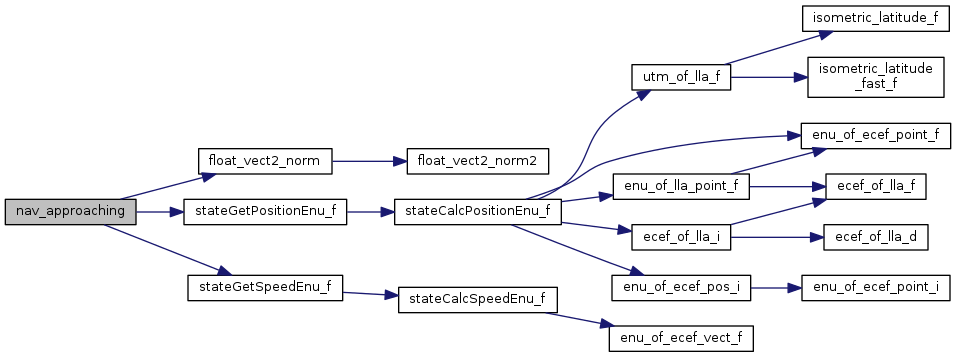 isometric_latitude_f
utm_of_lla_f
isometric_latitude
_fast_f
enu_of_ecef_point_f
float_vect2_norm
float_vect2_norm2
enu_of_lla_point_f
ecef_of_lla_f
nav_approaching
stateGetPositionEnu_f
stateCalcPositionEnu_f
ecef_of_lla_i
ecef_of_lla_d
stateGetSpeedEnu_f
enu_of_ecef_pos_i
enu_of_ecef_point_i
stateCalcSpeedEnu_f
enu_of_ecef_vect_f